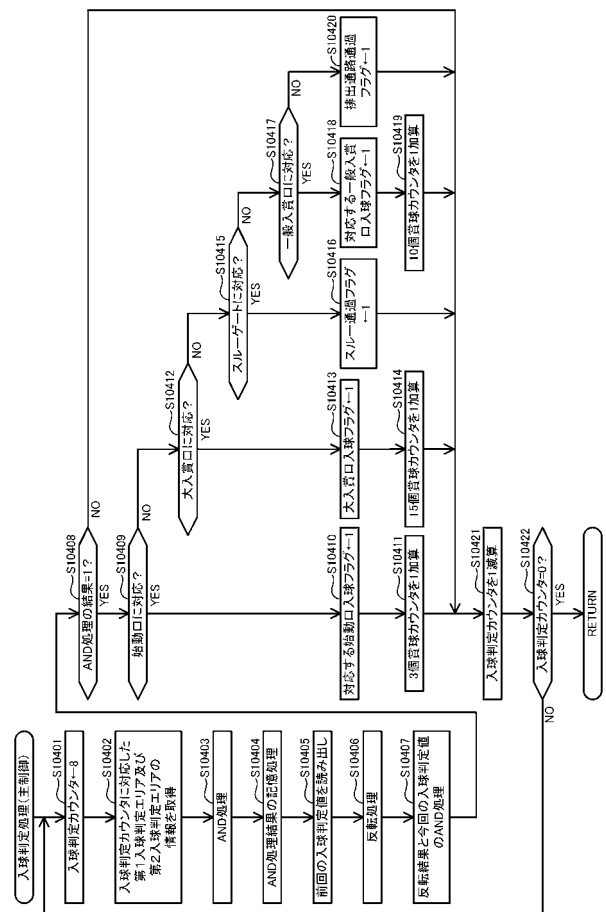 入球判定処理(主制御)
S10401
入球判定カウンタ←8
S10402
入球判定カウンタに対応した
第1入球判定エリア及び
第2入球判定エリアの
情報を取得
S10403
AND処理
S10404
AND処理結果の記憶処理
S10405
前回の入球判定値を読み出し
S10406
反転処理
S10407
反転結果と今回の入球判定値
のAND処理
S10408
AND処理の結果=1?
NO
YES
S10409
始動口に対応?
NO
YES
S10410
対応する始動口入球フラグ←1
S10411
3個賞球カウンタを1加算
S10412
大入賞口に対応?
NO
YES
S10413
大入賞口入球フラグ←1
S10414
15個賞球カウンタを1加算
S10415
スルーゲートに対応?
NO
YES
S10416
スルー通過フラグ
←1
S10417
一般入賞口に対応?
NO
YES
S10418
対応する一般入賞
口入球フラグ←1
S10419
10個賞球カウンタを1加算
S10420
排出通路通過
フラグ←1
S10421
入球判定カウンタを1減算
S10422
入球判定カウンタ=0?
NO
YES
RETURN